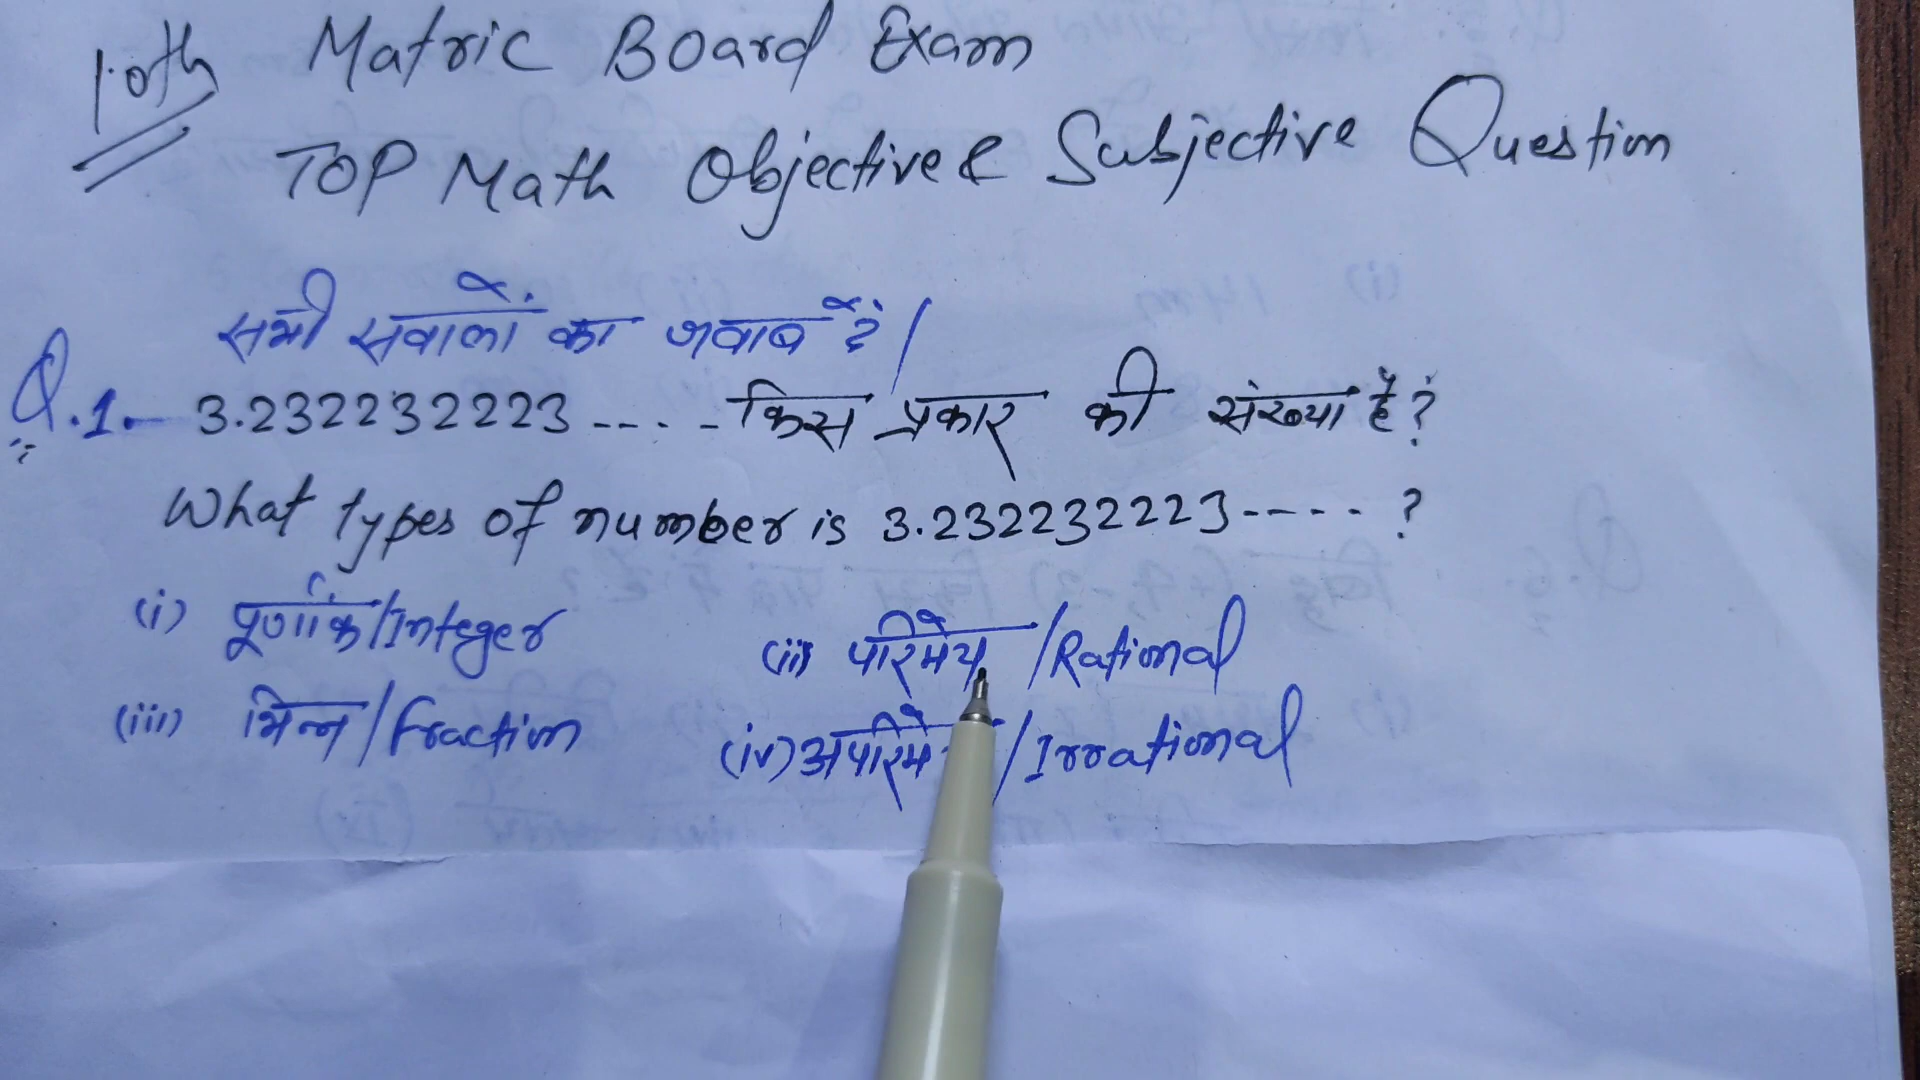 10th Matric Board Exam
TOP Math Objective & Subjective Question
सभी सवालों का जवाब दें।
Q.1. 3.232232223---- किस प्रकार की संख्या है?
What types of number is 3.232232223---- ?
(i) पूर्णांक/Integer (ii) परिमेय/Rational
(iii) भिन्न/fraction (iv) /Irrational